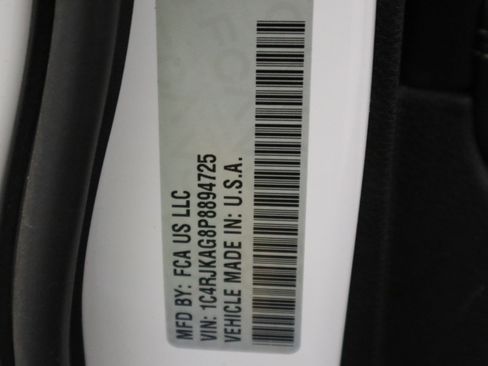 MFD BY: FCA US LLC
VIN: 1C4RJKAG8P8894725
VEHICLE MADE IN: U.S.A.